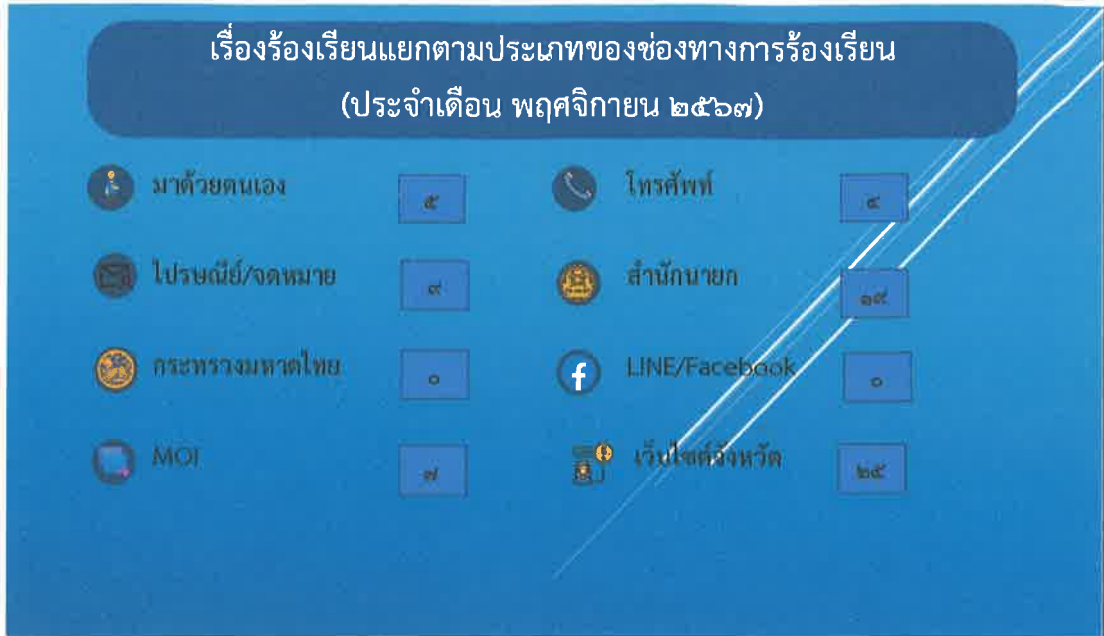 เรื่องร้องเรียนแยกตามประเภทของช่องทางการร้องเรียน
(ประจำเดือน พฤศจิกายน ๒๕๖๗)
มาด้วยตนเอง ๕ โทรศัพท์ ๔
ไปรษณีย์/จดหมาย ๙ สำนักนายก ๑๙
กระทรวงมหาดไทย ๐ LINE/Facebook ๐
MOI ๗ เว็บไซต์จังหวัด ๒๕